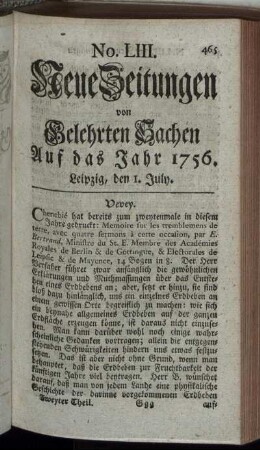 No. LIII. 465
Neue Zeitungen
von
Gelehrten Sachen
Auf das Jahr 1756.
Leipzig, den 1. July.
Vevey.
Cherchié hat bereits zum zweytenmale in diesem
Jahre gedruckt: Memoire sur les tremblemens de
terre, avec quatre sermons à cette occasion, par E.
Bertrand, Ministre du St. E. Membre des Académies
Royales de Berlin & de Gottingue, & Electorales de
Leipsic & de Mayence, 14 Bogen in 8. Der Herr
Verfasser führet zwar anfänglich die gewöhnlichen
Erklärungen und Muthmassungen über das Entste-
hen eines Erdbebens an; aber, setzt er hinzu, sie sind
bloß dazu hinlänglich, uns ein einzelnes Erdbeben an
einem gewissen Orte begreiflich zu machen: wie sich
ein beynahe allgemeines Erdbeben auf der ganzen
Erdfläche erzeugen könne, ist daraus nicht einzuse-
hen. Man kann darüber wohl noch einige wahr-
scheinliche Gedanken vortragen; allein die entgegen-
stehenden Schwürigkeiten hindern uns etwas festzu-
setzen. Das ist aber nicht ohne Grund, wenn man
behauptet, daß die Erdbeben zur Fruchtbarkeit der
künftigen Jahre viel beytragen. Herr B. wünschet
darauf, daß man von jedem Lande eine physikalische
Geschichte der darinne vorgekommenen Erdbeben
Zweyter Theil. Ggg auf-